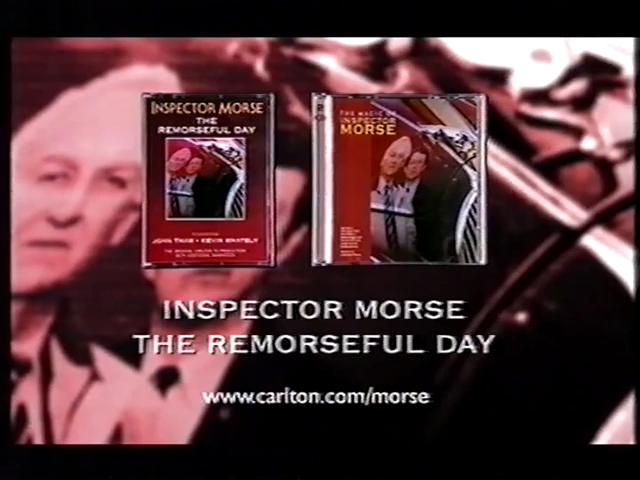 INSPECTOR MORSE
THE
REMORSEFUL DAY
JOHN THAW • KEVIN WHATELY
THE MAGIC OF
INSPECTOR
MORSE
INSPECTOR MORSE
THE REMORSEFUL DAY
www.carlton.com/morse